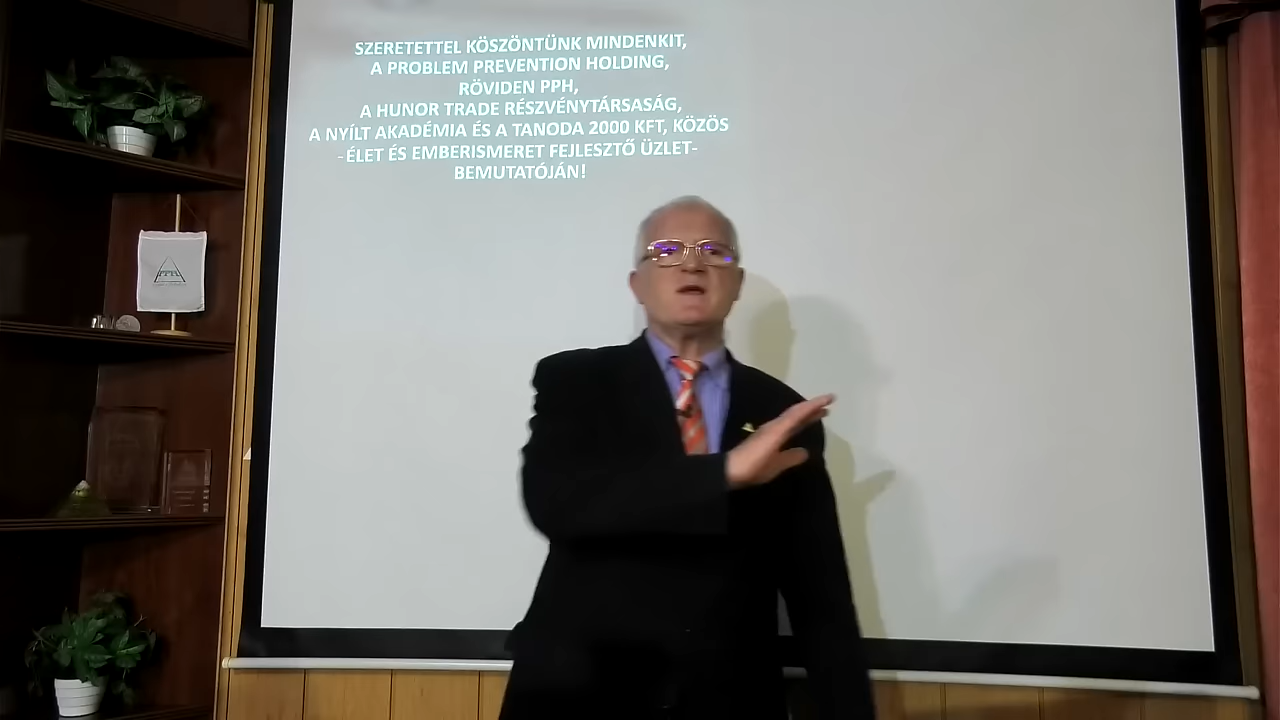 SZERETETTEL KÖSZÖNTÜNK MINDENKIT,
A PROBLEM PREVENTION HOLDING,
RÖVIDEN PPH,
A HUNOR TRADE RÉSZVÉNYTÁRSASÁG,
A NYÍLT AKADÉMIA ÉS A TANODA 2000 KFT, KÖZÖS
-ÉLET ÉS EMBERISMERET FEJLESZTŐ ÜZLET-
BEMUTATÓJÁN!
PPH